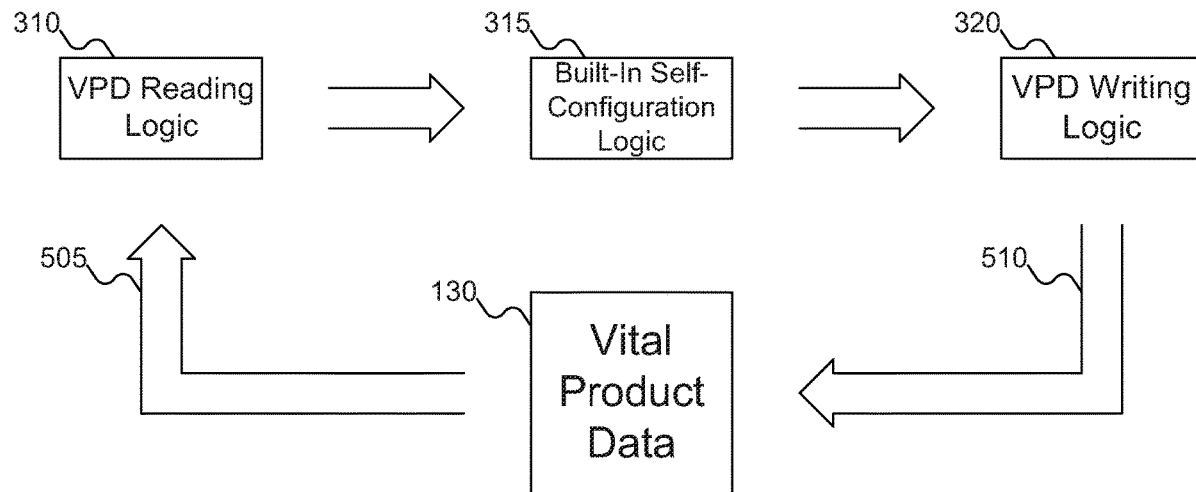 310
VPD Reading
Logic
315
Built-In Self-
Configuration
Logic
320
VPD Writing
Logic
505
130
Vital
Product
Data
510